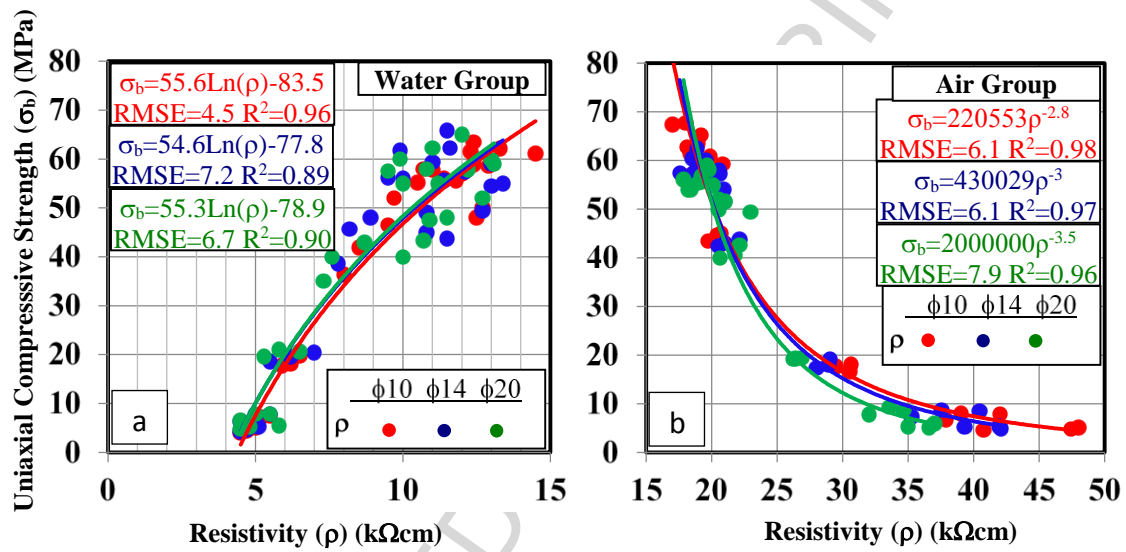 Uniaxial Compressive Strength (σb) (MPa)
80
70
60
50
40
30
20
10
0
σb=55.6Ln(ρ)-83.5
RMSE=4.5 R²=0.96
σb=54.6Ln(ρ)-77.8
RMSE=7.2 R²=0.89
σb=55.3Ln(ρ)-78.9
RMSE=6.7 R²=0.90
Water Group
ϕ10 ϕ14 ϕ20
ρ
a
0 5 10 15
Resistivity (ρ) (kΩcm)
80
70
60
50
40
30
20
10
0
Air Group
σb=220553ρ^-2.8
RMSE=6.1 R²=0.98
σb=430029ρ^-3
RMSE=6.1 R²=0.97
σb=2000000ρ^-3.5
RMSE=7.9 R²=0.96
ϕ10 ϕ14 ϕ20
ρ
b
15 20 25 30 35 40 45 50
Resistivity (ρ) (kΩcm)